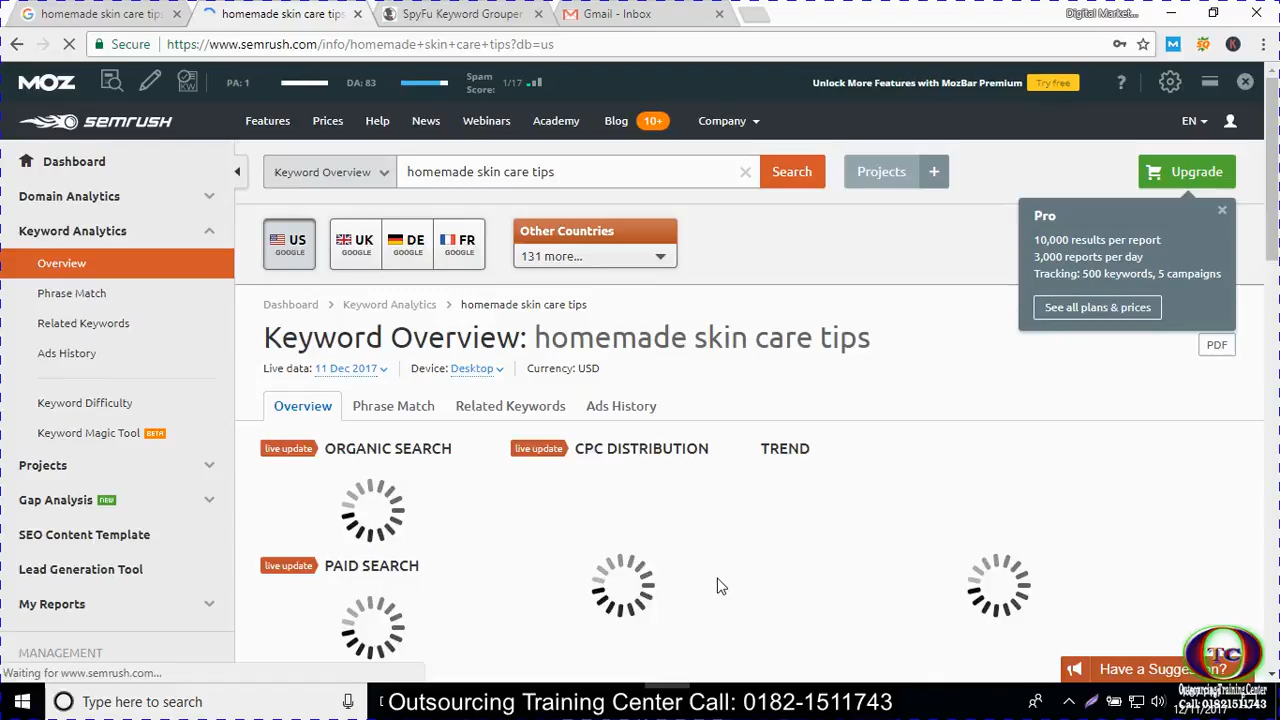 homemade skin care tips
homemade skin care tips
SpyFu Keyword Grouper
Gmail - Inbox
Digital Market...
Secure
https://www.semrush.com/info/homemade+skin+care+tips?db=us
MOZ
PA: 1
DA: 83
Spam Score: 1/17
Unlock More Features with MozBar Premium
Try free
?
SEMRUSH
Features
Prices
Help
News
Webinars
Academy
Blog
10+
Company
EN
Dashboard
Domain Analytics
Keyword Analytics
Overview
Phrase Match
Related Keywords
Ads History
Keyword Difficulty
Keyword Magic Tool BETA
Projects
Gap Analysis NEW
SEO Content Template
Lead Generation Tool
My Reports
MANAGEMENT
Keyword Overview
homemade skin care tips
Search
Projects +
Upgrade
Pro
10,000 results per report
3,000 reports per day
Tracking: 500 keywords, 5 campaigns
See all plans & prices
US GOOGLE
UK GOOGLE
DE GOOGLE
FR GOOGLE
Other Countries
131 more...
Dashboard > Keyword Analytics > homemade skin care tips
Keyword Overview: homemade skin care tips
PDF
Live data: 11 Dec 2017
Device: Desktop
Currency: USD
Overview
Phrase Match
Related Keywords
Ads History
live update ORGANIC SEARCH
live update CPC DISTRIBUTION
TREND
live update PAID SEARCH
Waiting for www.semrush.com...
Have a Suggestion?
Type here to search
Outsourcing Training Center Call: 0182-1511743
OTC
Outsourcing Training Center
Call: 01821511743
12/11/2017